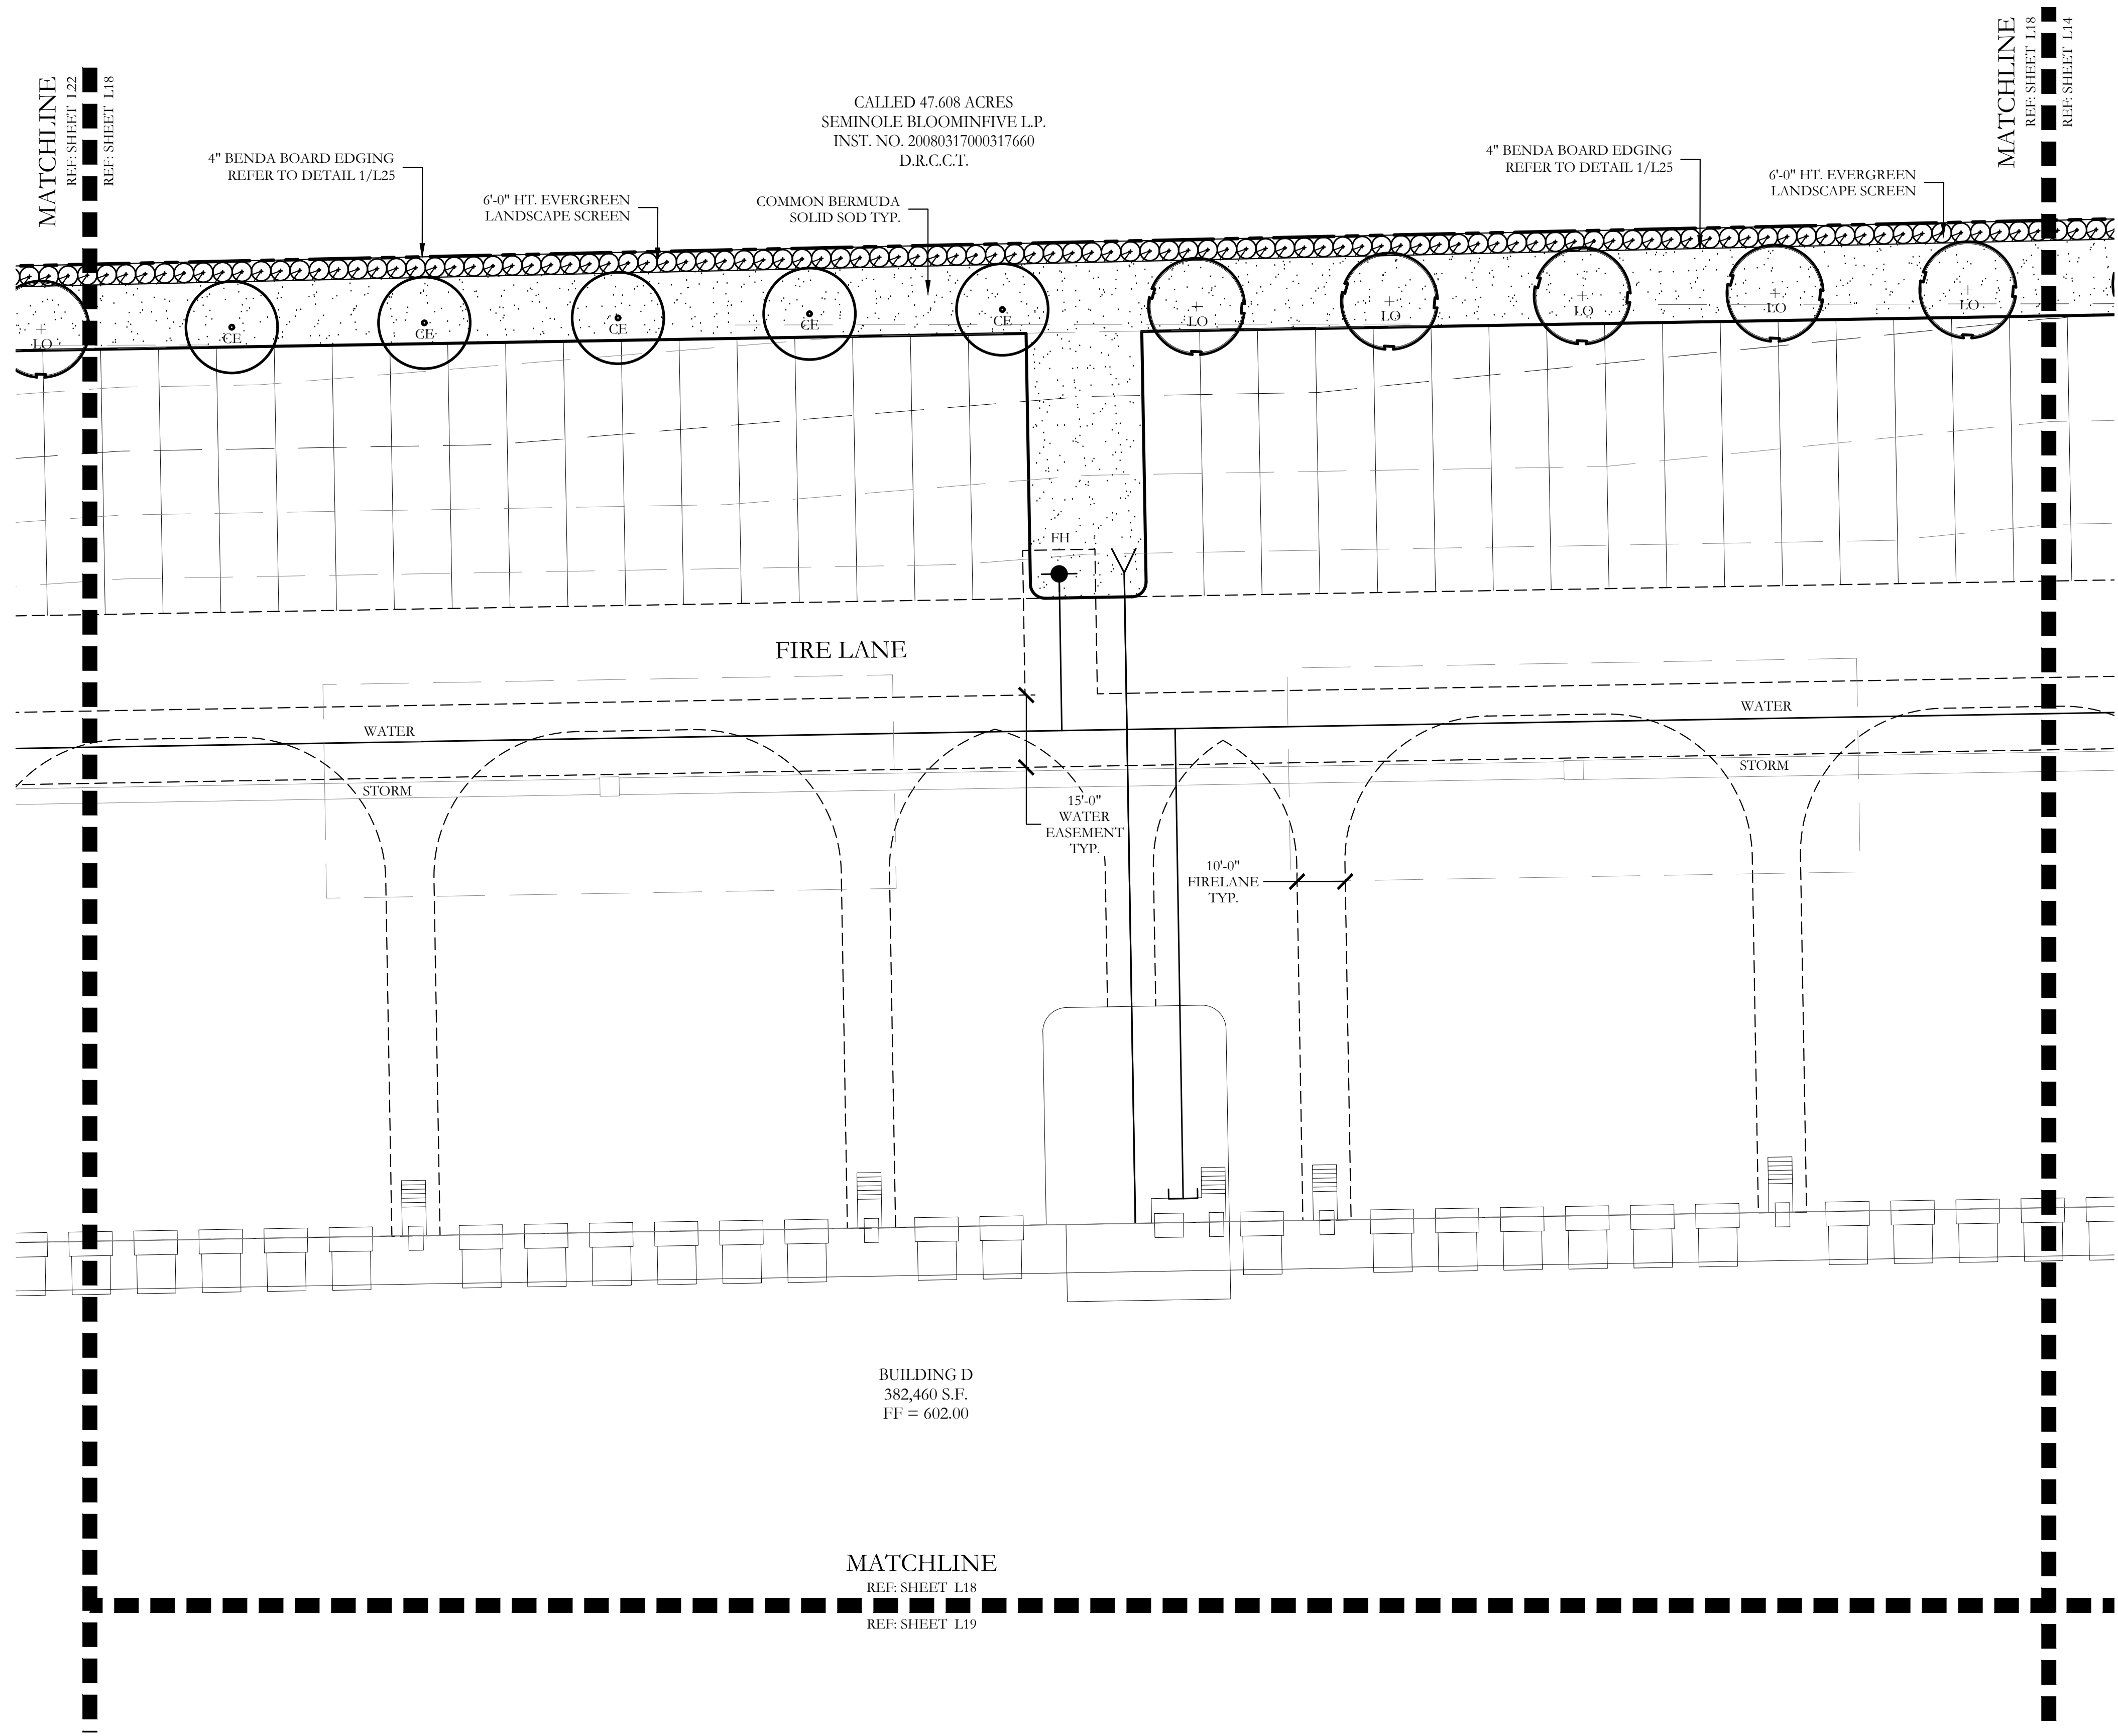 MATCHLINE
REF: SHEET L22
REF: SHEET L18
MATCHLINE
REF: SHEET L18
REF: SHEET L14
CALLED 47.608 ACRES
SEMINOLE BLOOMINFIVE L.P.
INST. NO. 20080317000317660
D.R.C.C.T.
4" BENDA BOARD EDGING
REFER TO DETAIL 1/L25
6'-0" HT. EVERGREEN
LANDSCAPE SCREEN
COMMON BERMUDA
SOLID SOD TYP.
4" BENDA BOARD EDGING
REFER TO DETAIL 1/L25
6'-0" HT. EVERGREEN
LANDSCAPE SCREEN
LO
CE
CE
CE
CE
CE
LO
LO
LO
LO
LO
FH
FIRE LANE
WATER
WATER
STORM
STORM
15'-0"
WATER
EASEMENT
TYP.
10'-0"
FIRELANE
TYP.
BUILDING D
382,460 S.F.
FF = 602.00
MATCHLINE
REF: SHEET L18
REF: SHEET L19